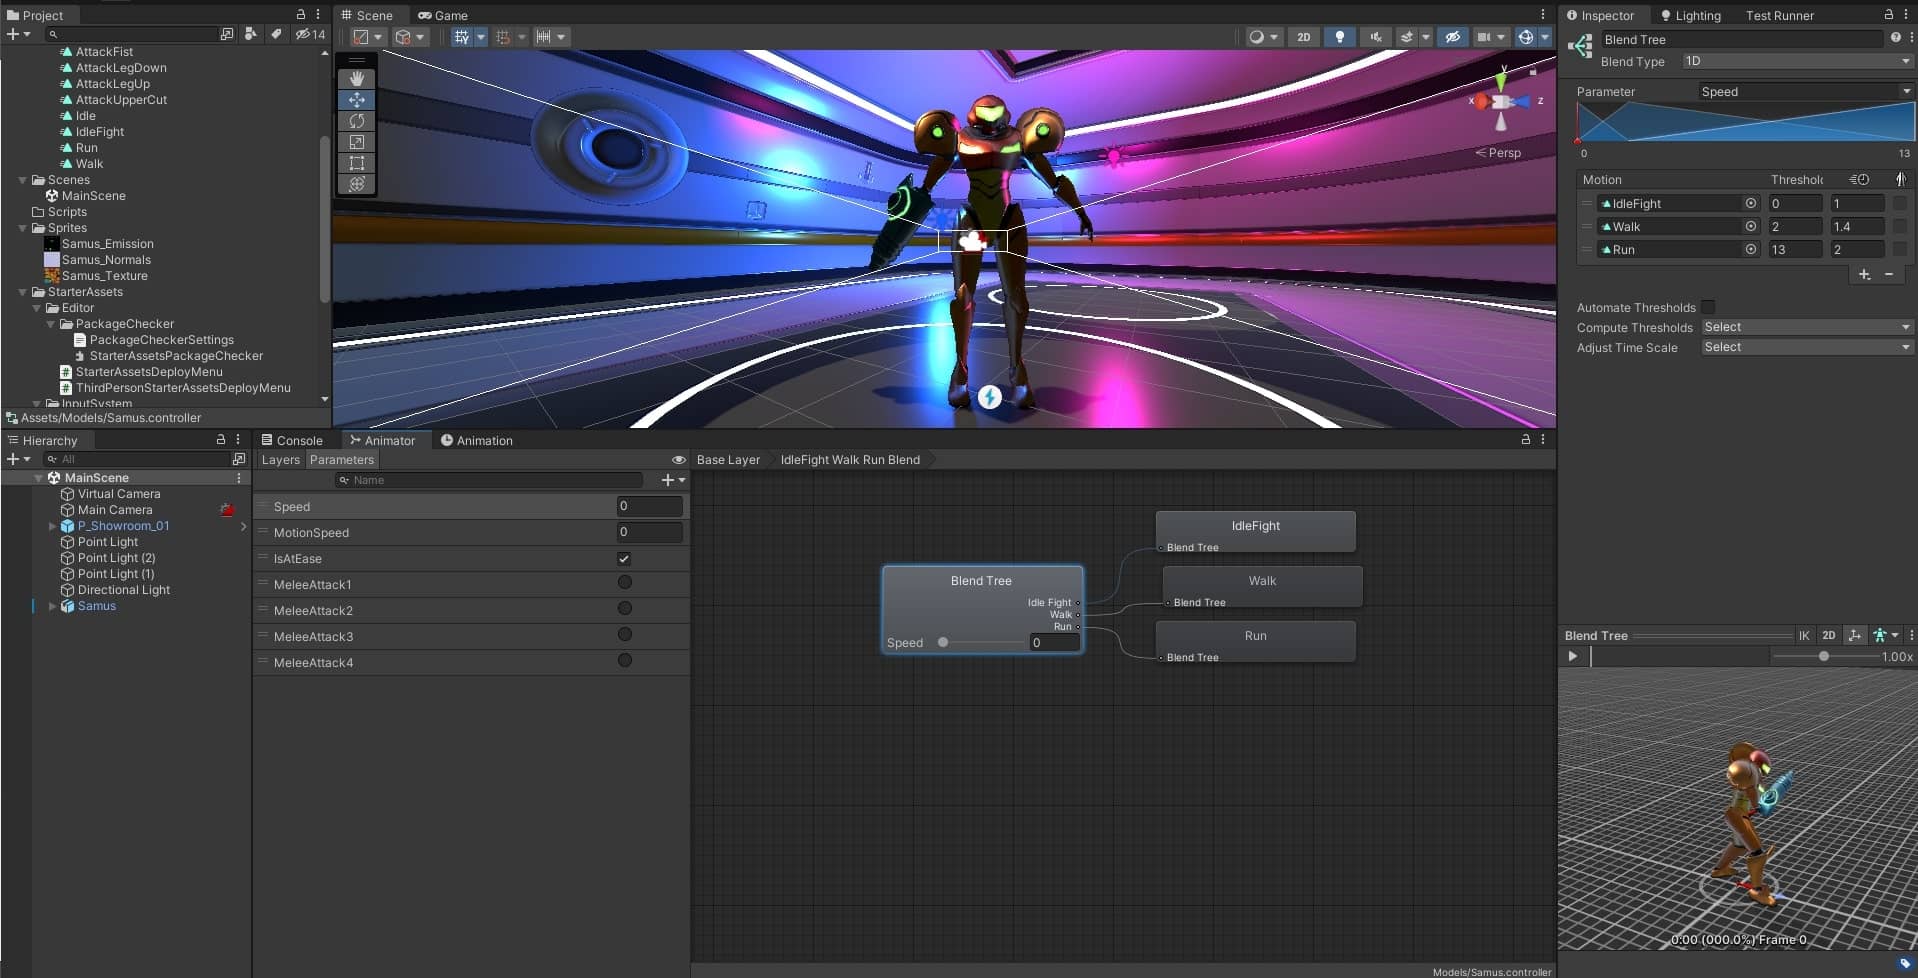 Project
14
AttackFist
AttackLegDown
AttackLegUp
AttackUpperCut
Idle
IdleFight
Run
Walk
Scenes
MainScene
Scripts
Sprites
Samus_Emission
Samus_Normals
Samus_Texture
StarterAssets
Editor
PackageChecker
PackageCheckerSettings
StarterAssetsPackageChecker
StarterAssetsDeployMenu
ThirdPersonStarterAssetsDeployMenu
InputSystem
Assets/Models/Samus.controller
Scene
Game
2D
y
x
z
Persp
Inspector
Lighting
Test Runner
Blend Tree
Blend Type
1D
Parameter
Speed
0
13
Motion
Threshold
IdleFight
0
1
Walk
2
1.4
Run
13
2
Automate Thresholds
Compute Thresholds
Select
Adjust Time Scale
Select
Hierarchy
All
MainScene
Virtual Camera
Main Camera
P_Showroom_01
Point Light
Point Light (2)
Point Light (1)
Directional Light
Samus
Console
Animator
Animation
Layers
Parameters
Name
Speed
0
MotionSpeed
0
IsAtEase
MeleeAttack1
MeleeAttack2
MeleeAttack3
MeleeAttack4
Base Layer
IdleFight Walk Run Blend
Blend Tree
Idle Fight
Walk
Run
Speed
0
IdleFight
Blend Tree
Walk
Blend Tree
Run
Blend Tree
Models/Samus.controller
Blend Tree
IK
2D
1.00x
0:00 (000.0%) Frame 0